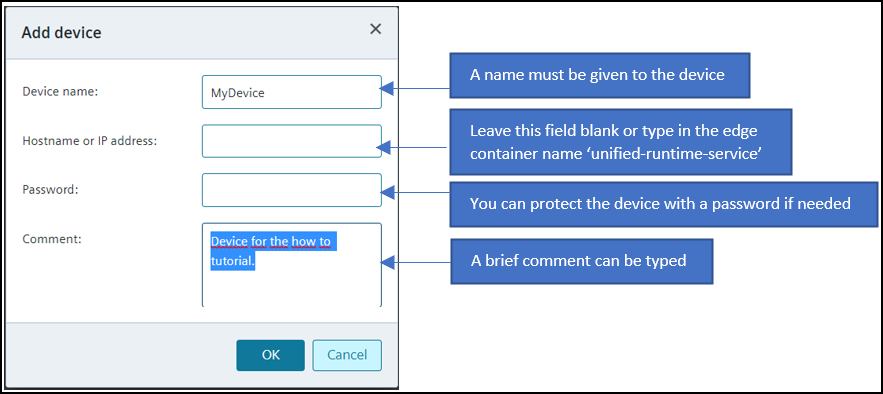 Add device
×
Device name:
MyDevice
A name must be given to the device
Hostname or IP address:
Leave this field blank or type in the edge
container name ‘unified-runtime-service’
Password:
You can protect the device with a password if needed
Comment:
Device for the how to
tutorial.
A brief comment can be typed
OK
Cancel